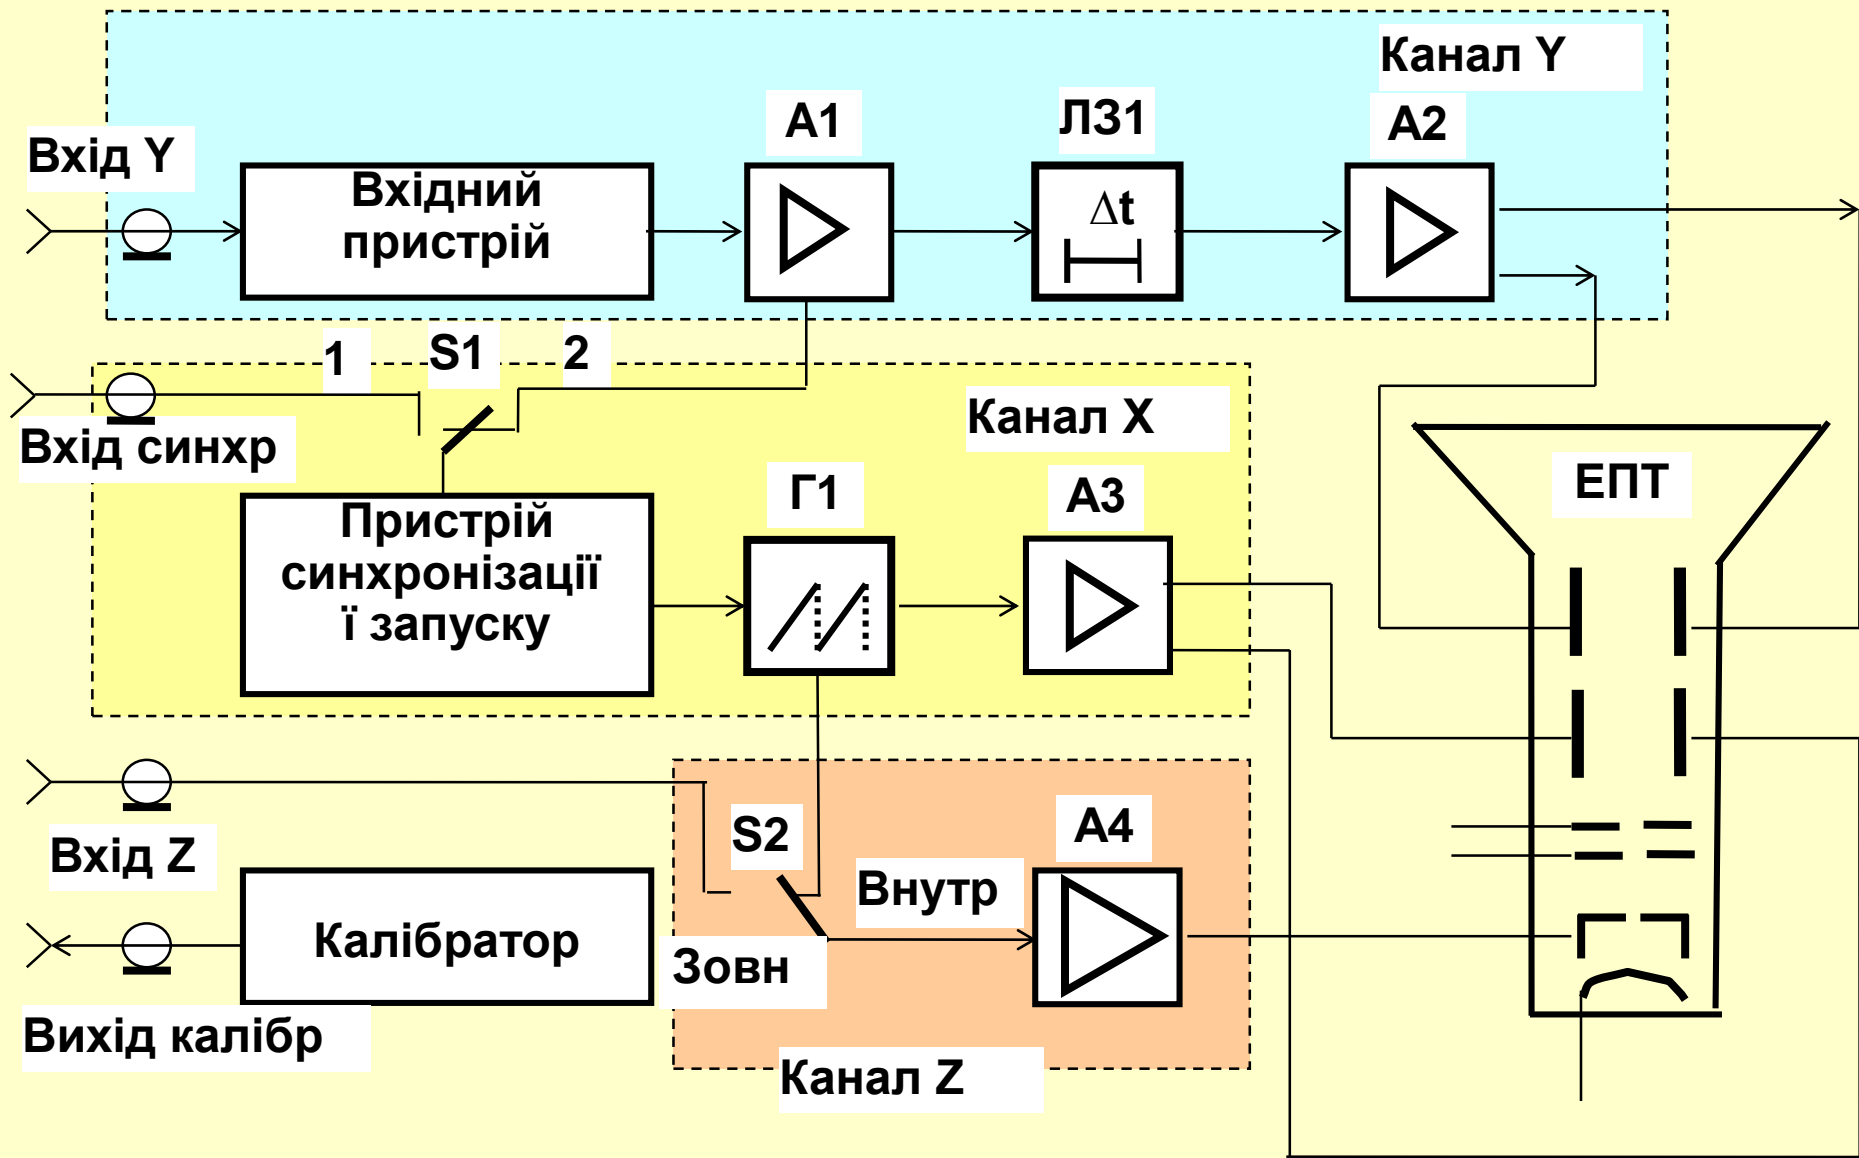 Канал Y
А1
ЛЗ1
А2
Вхід Y
Вхідний
пристрій
Δt
1
S1
2
Вхід синхр
Канал X
ЕПТ
Г1
А3
Пристрій
синхронізації
ї запуску
S2
А4
Вхід Z
Внутр
Калібратор
Зовн
Вихід калібр
Канал Z